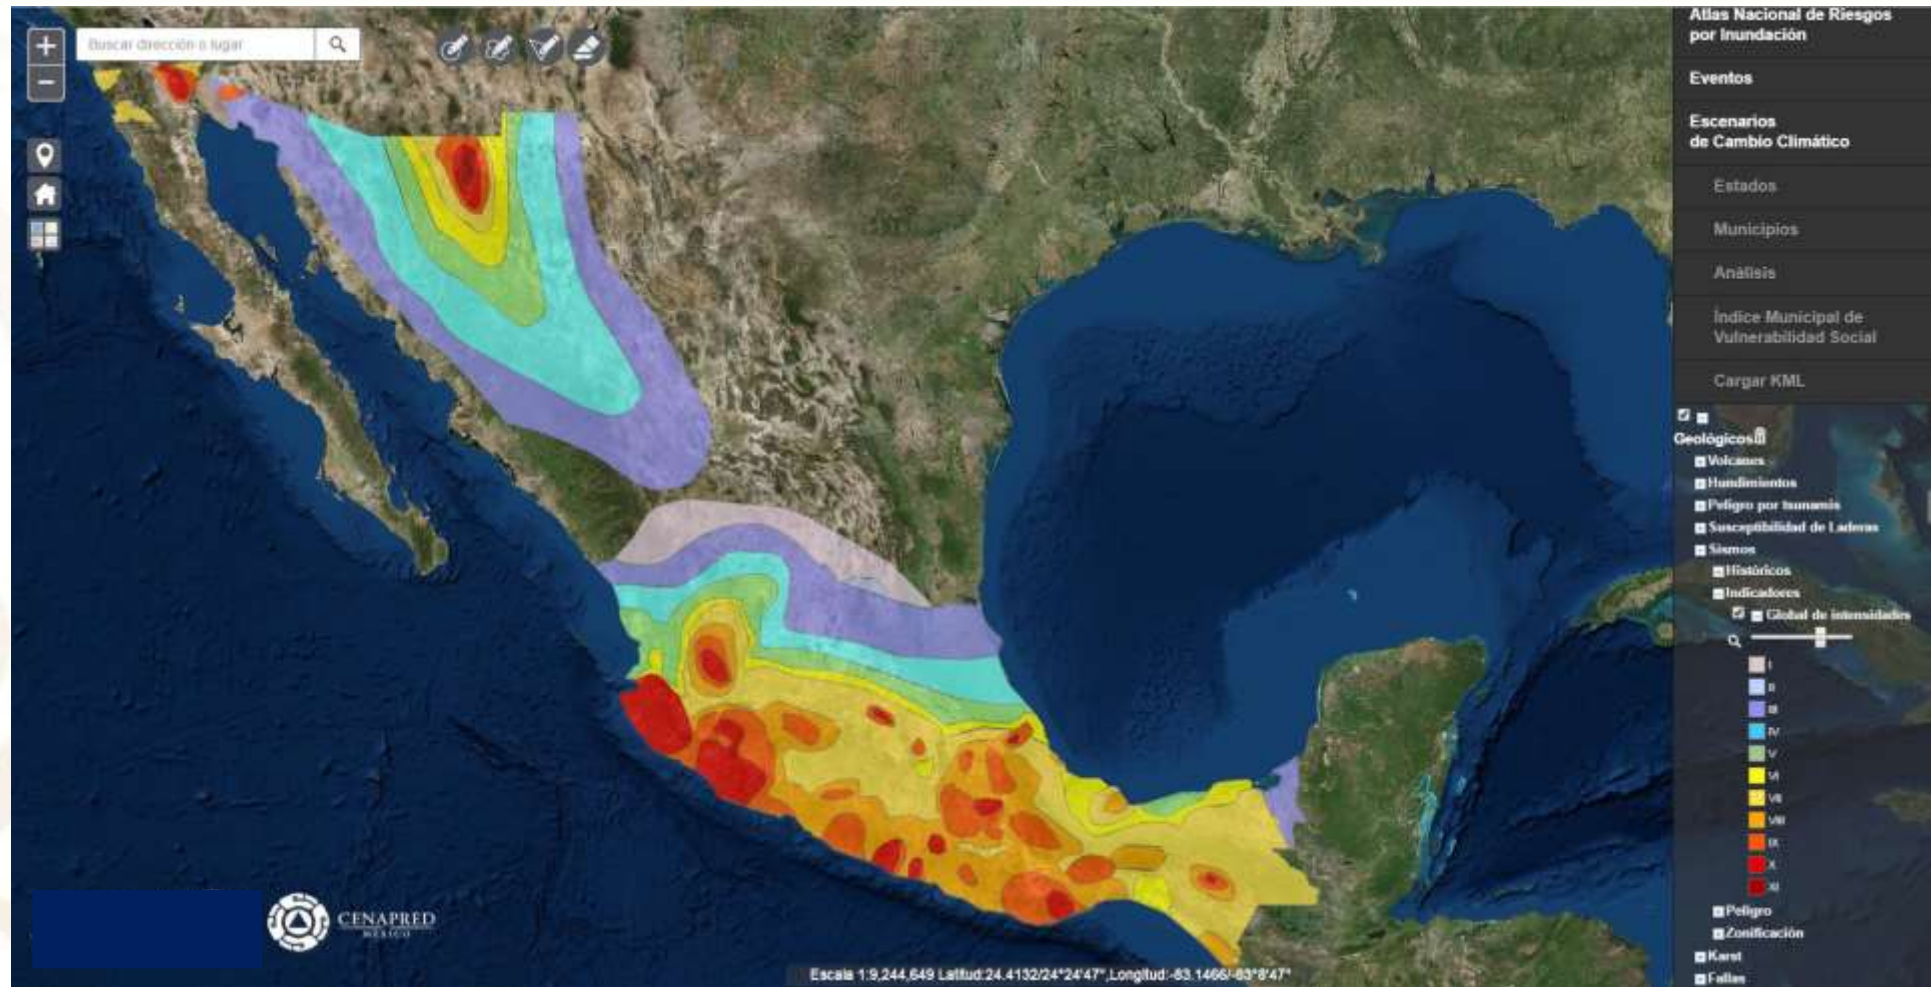 Buscar dirección o lugar
Atlas Nacional de Riesgos
por Inundación
Eventos
Escenarios
de Cambio Climático
Estados
Municipios
Análisis
Índice Municipal de
Vulnerabilidad Social
Cargar KML
Geológicos
Volcanes
Hundimientos
Peligro por tsunamis
Susceptibilidad de Laderas
Sismos
Históricos
Indicadores
Global de intensidades
I
II
III
IV
V
VI
VII
VIII
IX
X
XI
Peligro
Zonificación
Karst
Fallas
CENAPRED
MÉXICO
Escala 1:9,244,649 Latitud:24.4132/24°24'47",Longitud:-83.1466/-83°8'47"